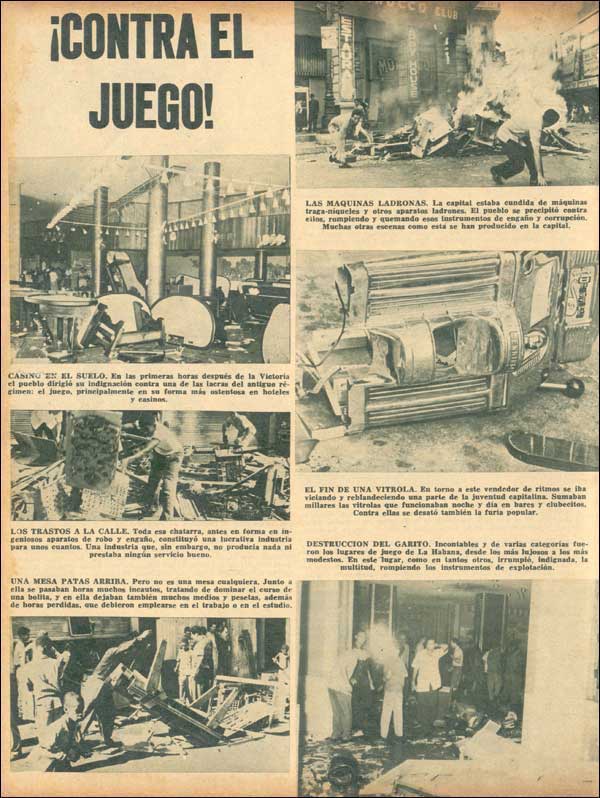 ¡CONTRA EL
JUEGO!
CASINO EN EL SUELO. En las primeras horas después de la Victoria
el pueblo dirigió su indignación contra una de las lacras del antiguo ré-
gimen: el juego, principalmente en su forma más ostentosa en hoteles
y casinos.
LOS TRASTOS A LA CALLE. Toda esa chatarra, antes en forma en in-
geniosos aparatos de robo y engaño, constituyó una lucrativa industria
para unos cuantos. Una industria que, sin embargo, no producía nada ni
prestaba ningún servicio bueno.
UNA MESA PATAS ARRIBA. Pero no es una mesa cualquiera. Junto a
ella se pasaban horas muchos incautos, tratando de dominar el curso de
una bolita, y en ella dejaban también muchos medios y pesetas, además
de horas perdidas, que debieron emplearse en el trabajo o en el estudio.
CLUB
LAS MAQUINAS LADRONAS. La capital estaba cundida de máquinas
traga-níqueles y otros aparatos ladrones. El pueblo se precipitó contra
ellos, rompiendo y quemando esos instrumentos de engaño y corrupción.
Muchas otras escenas como esta se han producido en la capital.
EL FIN DE UNA VITROLA. En torno a este vendedor de ritmos se iba
viciando y reblandeciendo una parte de la juventud capitalina. Sumaban
millares las vitrolas que funcionaban noche y día en bares y clubecitos.
Contra ellas se desató también la furia popular.
DESTRUCCION DEL GARITO. Incontables y de varias categorías fue-
ron los lugares de juego de La Habana, desde los más lujosos a los más
modestos. En este lugar, como en tantos otros, irrumpió, indignada, la
multitud, rompiendo los instrumentos de explotación.